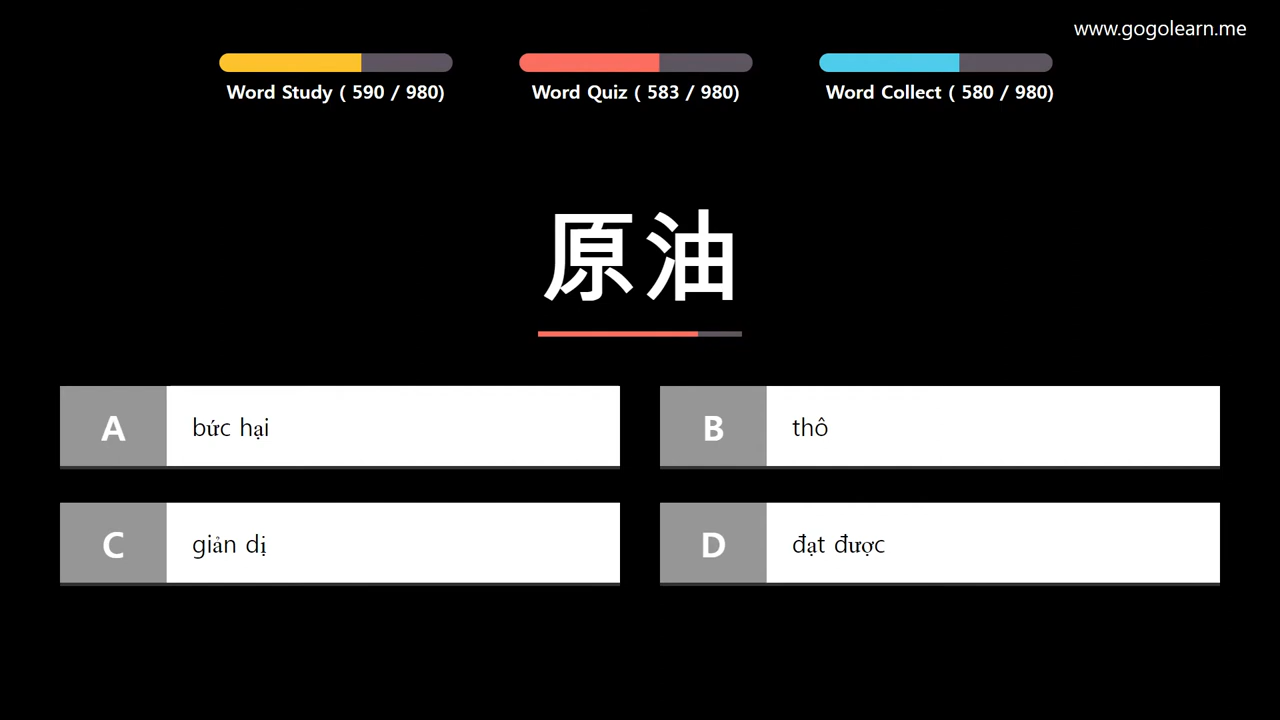 www.gogolearn.me
Word Study ( 590 / 980)
Word Quiz ( 583 / 980)
Word Collect ( 580 / 980)
原油
A
bức hại
B
thô
C
giản dị
D
đạt được